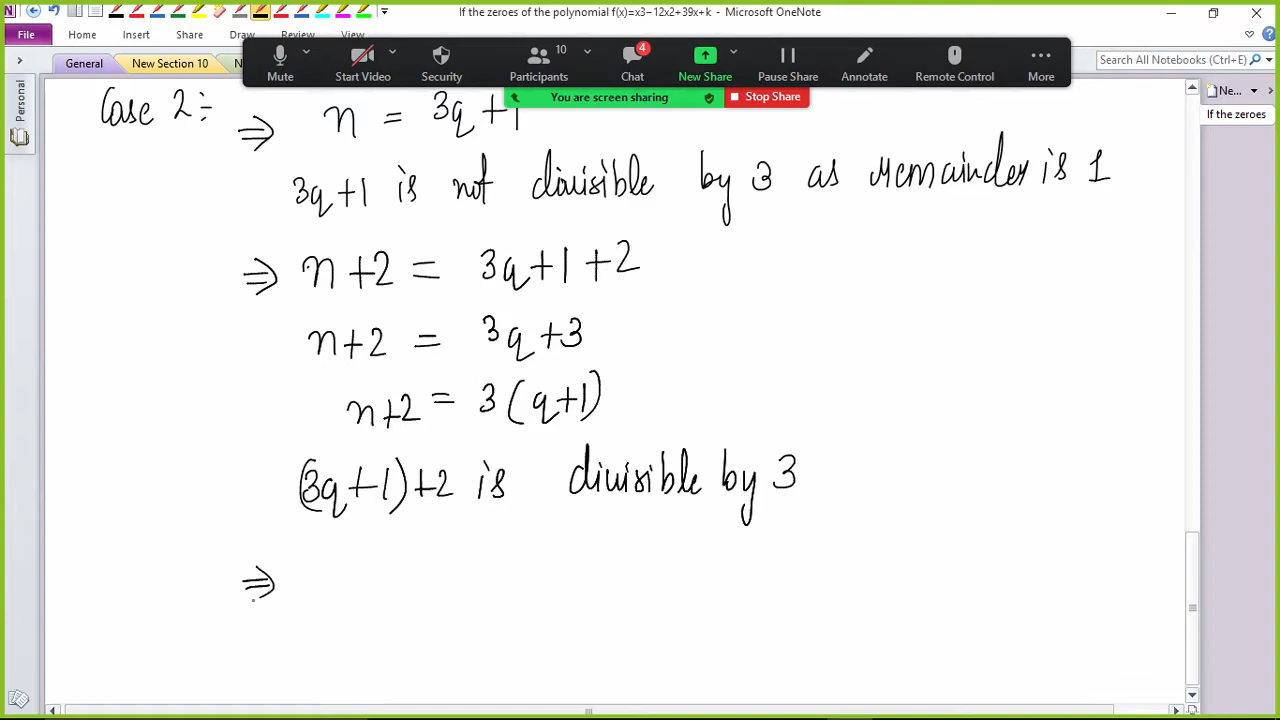 If the zeroes of the polynomial f(x)=x3−12x2+39x+k - Microsoft OneNote
File Home Insert Share Draw Review View
Mute Start Video Security 10 Participants 4 Chat New Share Pause Share Annotate Remote Control More
Search All Notebooks (Ctrl+E)
General New Section 10 N
You are screen sharing Stop Share
Ne...
If the zeroes
Personal
Case 2 :- ⇒ n = 3q+1
3q+1 is not divisible by 3 as remainder is 1
⇒ n+2 = 3q+1+2
n+2 = 3q+3
n+2 = 3(q+1)
(3q+1)+2 is divisible by 3
⇒